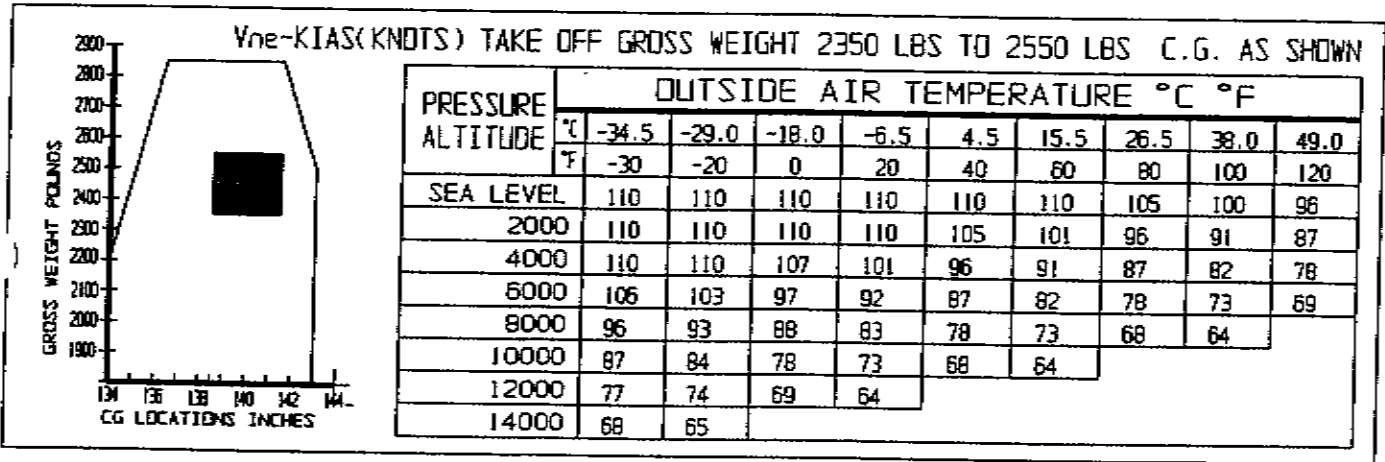 Vne-KIAS(KNOTS) TAKE OFF GROSS WEIGHT 2350 LBS TO 2550 LBS C.G. AS SHOWN
GROSS WEIGHT POUNDS
2900
2800
2700
2600
2500
2400
2300
2200
2100
2000
1900
134 136 138 140 142 144
CG LOCATIONS INCHES
PRESSURE ALTITUDE OUTSIDE AIR TEMPERATURE °C °F
°C -34.5 -29.0 -18.0 -6.5 4.5 15.5 26.5 38.0 49.0
°F -30 -20 0 20 40 60 80 100 120
SEA LEVEL 110 110 110 110 110 110 105 100 96
2000 110 110 110 110 105 101 96 91 87
4000 110 110 107 101 96 91 87 82 78
6000 106 103 97 92 87 82 78 73 69
8000 96 93 88 83 78 73 68 64
10000 87 84 78 73 68 64
12000 77 74 69 64
14000 68 65